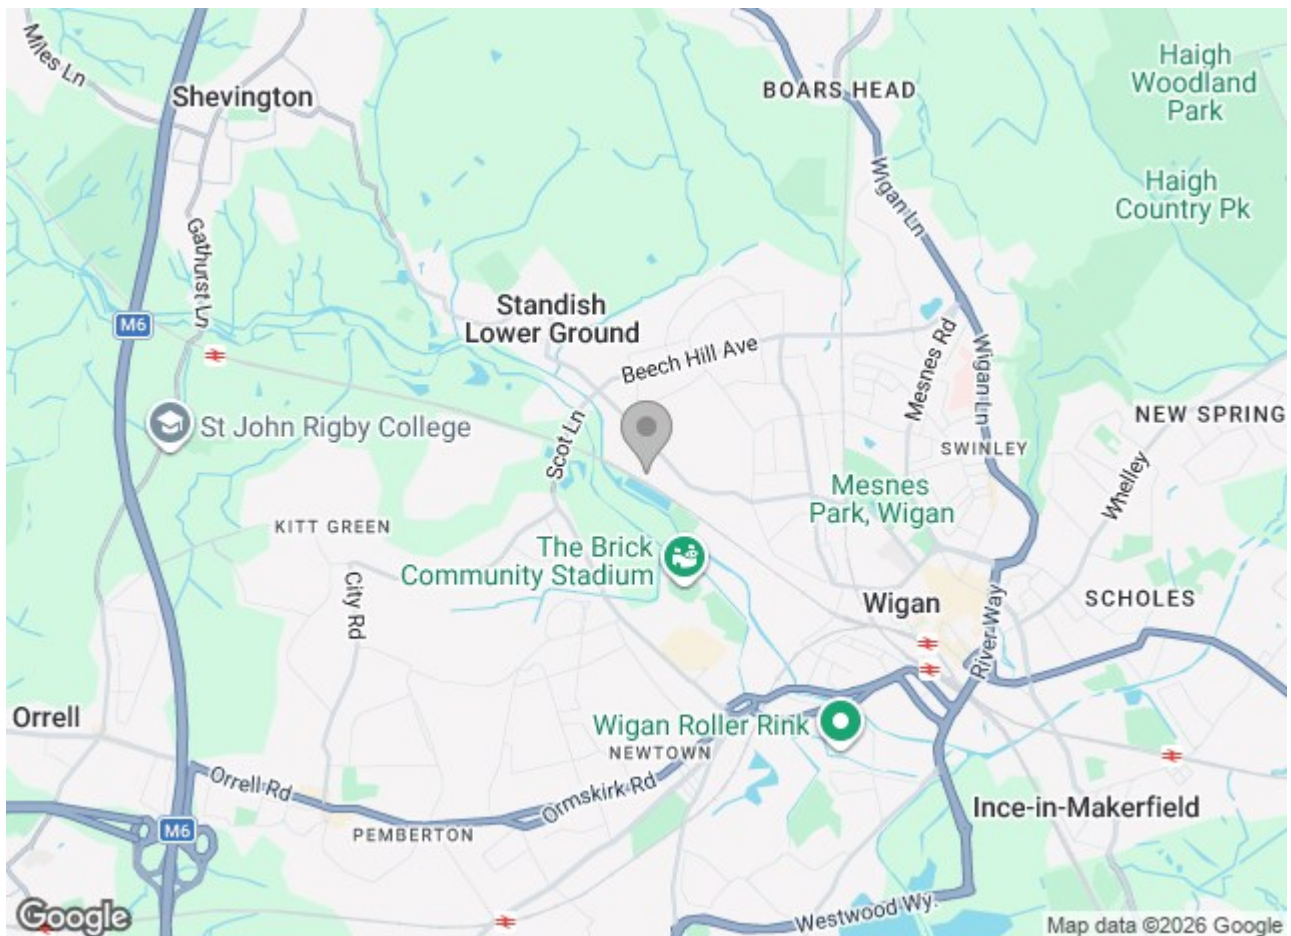 Miles Ln
Shevington
BOARS HEAD
Haigh
Woodland
Park
Haigh
Country Pk
Wigan Ln
Gathurst Ln
M6
Standish
Lower Ground
Beech Hill Ave
Mesnes Rd
Wigan Ln
St John Rigby College
Scot Ln
NEW SPRING
SWINLEY
Whelley
Mesnes
Park, Wigan
KITT GREEN
The Brick
Community Stadium
City Rd
Wigan
SCHOLES
River Way
Orrell
Wigan Roller Rink
NEWTOWN
Orrell Rd
Ormskirk Rd
Ince-in-Makerfield
M6
PEMBERTON
Westwood Wy.
Google
Map data ©2026 Google